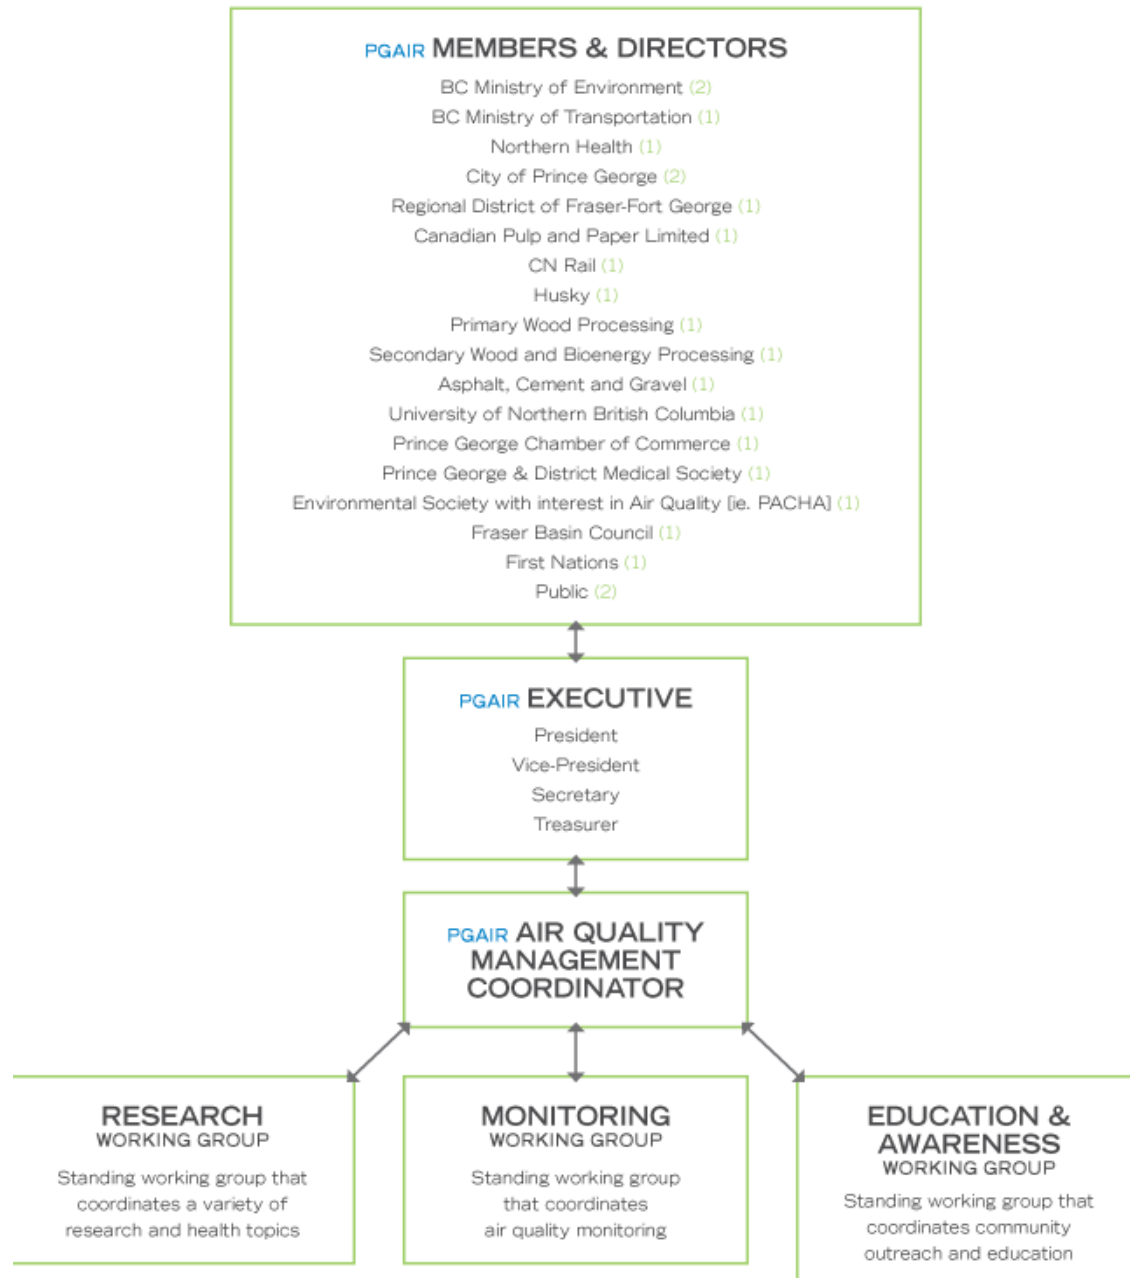 PGAIR MEMBERS & DIRECTORS
BC Ministry of Environment (2)
BC Ministry of Transportation (1)
Northern Health (1)
City of Prince George (2)
Regional District of Fraser-Fort George (1)
Canadian Pulp and Paper Limited (1)
CN Rail (1)
Husky (1)
Primary Wood Processing (1)
Secondary Wood and Bioenergy Processing (1)
Asphalt, Cement and Gravel (1)
University of Northern British Columbia (1)
Prince George Chamber of Commerce (1)
Prince George & District Medical Society (1)
Environmental Society with interest in Air Quality [ie. PACHA] (1)
Fraser Basin Council (1)
First Nations (1)
Public (2)
PGAIR EXECUTIVE
President
Vice-President
Secretary
Treasurer
PGAIR AIR QUALITY
MANAGEMENT
COORDINATOR
RESEARCH
WORKING GROUP
Standing working group that
coordinates a variety of
research and health topics
MONITORING
WORKING GROUP
Standing working group
that coordinates
air quality monitoring
EDUCATION &
AWARENESS
WORKING GROUP
Standing working group that
coordinates community
outreach and education